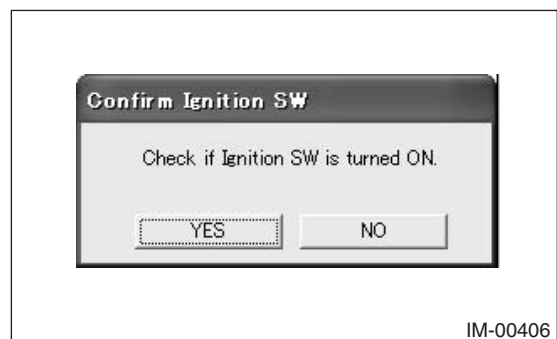 Confirm Ignition SW
Check if Ignition SW is turned ON.
YES
NO
IM-00406